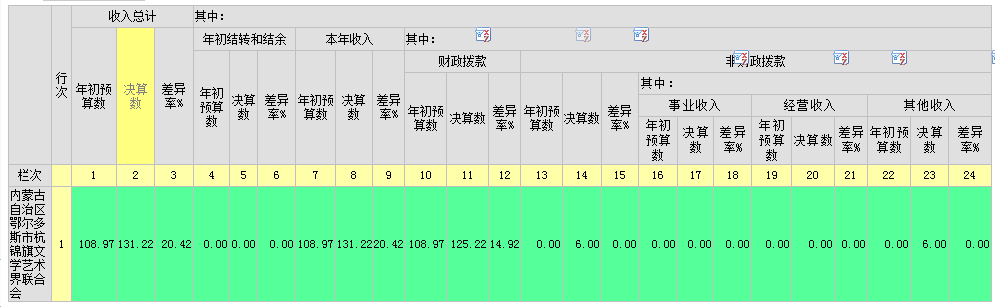 收入总计 其中:
年初结转和结余 本年收入 其中:
财政拨款 非财政拨款
其中:
事业收入 经营收入 其他收入
行次 年初预算数 决算数 差异率% 年初预算数 决算数 差异率% 年初预算数 决算数 差异率% 年初预算数 决算数 差异率% 年初预算数 决算数 差异率% 年初预算数 决算数 差异率% 年初预算数 决算数 差异率% 年初预算数 决算数 差异率%
栏次 1 2 3 4 5 6 7 8 9 10 11 12 13 14 15 16 17 18 19 20 21 22 23 24
内蒙古自治区鄂尔多斯市杭锦旗文学艺术界联合会 1 108.97 131.22 20.42 0.00 0.00 0.00 108.97 131.22 20.42 108.97 125.22 14.92 0.00 6.00 0.00 0.00 0.00 0.00 0.00 0.00 0.00 0.00 6.00 0.00